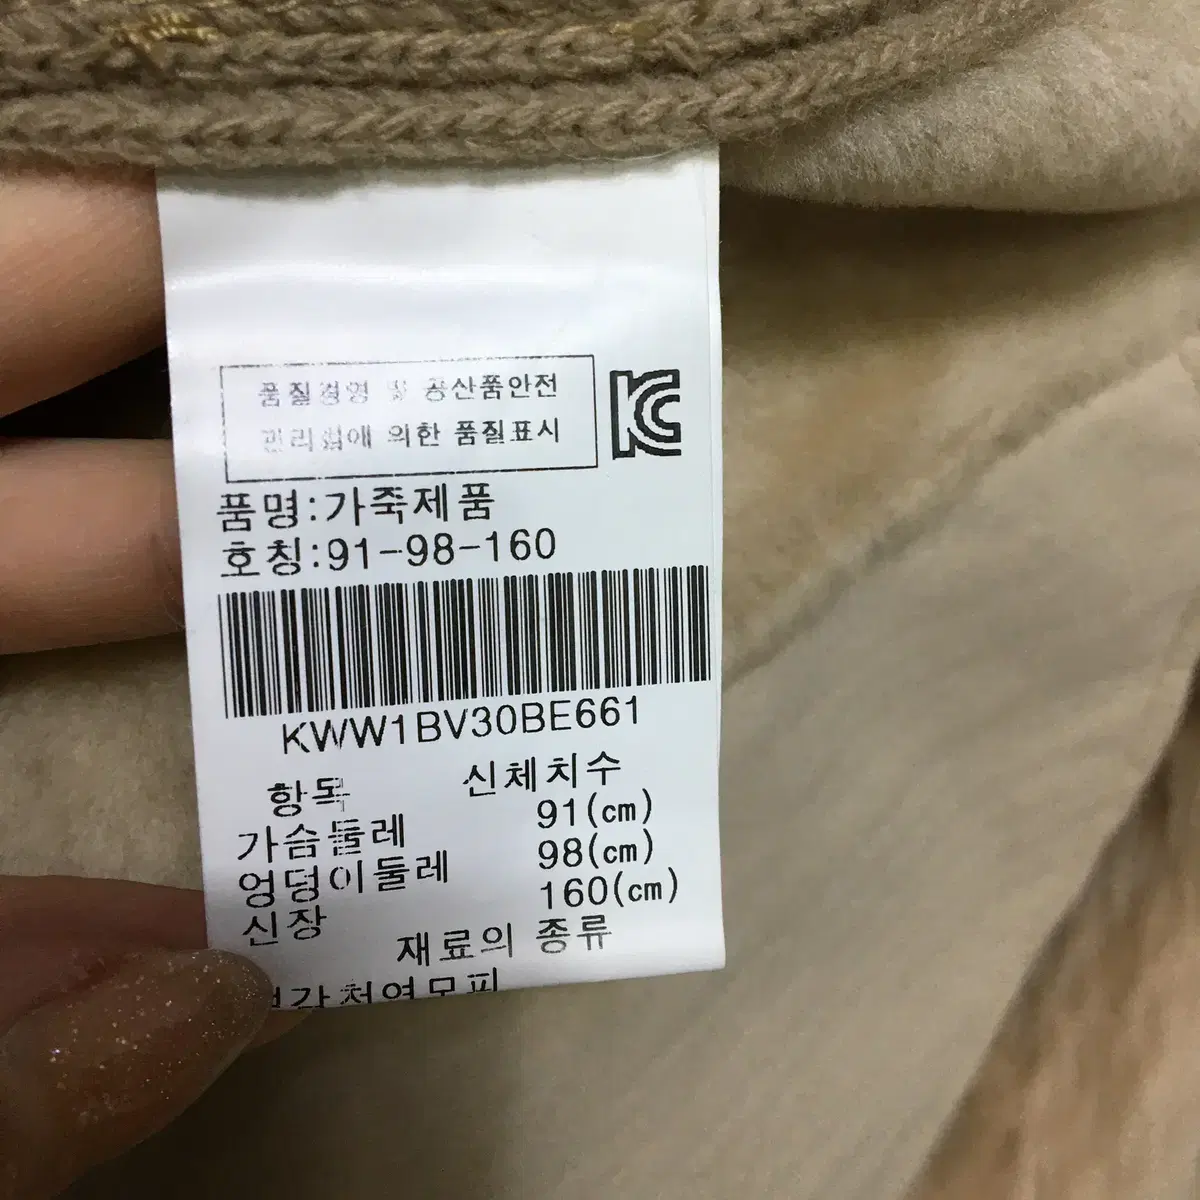 품질경영 및 공산품안전
관리법에 의한 품질표시
KC
품명:가죽제품
호칭:91-98-160
KWW1BV30BE661
항목 신체치수
가슴둘레 91(cm)
엉덩이둘레 98(cm)
신장 160(cm)
재료의 종류